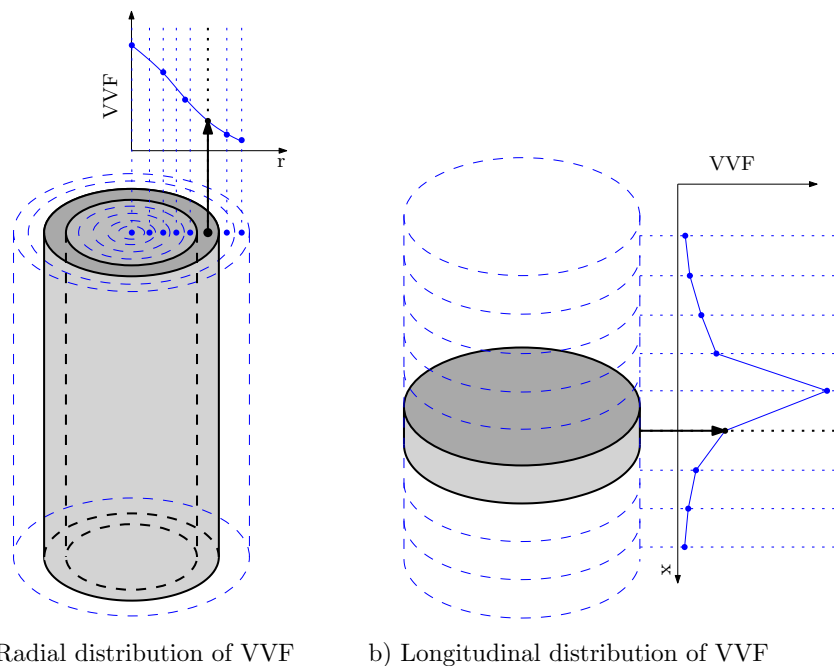 VVF
r
VVF
x
Radial distribution of VVF
b) Longitudinal distribution of VVF